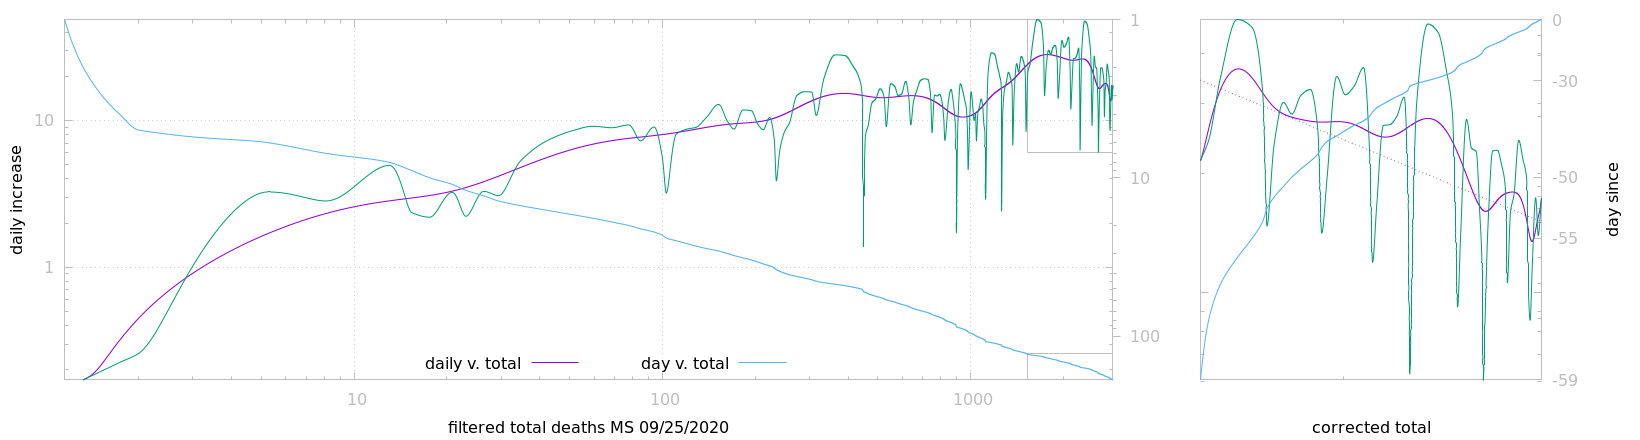 daily increase
10
1
1
10
100
daily v. total
day v. total
10
100
1000
filtered total deaths MS 09/25/2020
0
-30
-50
-55
-59
day since
corrected total